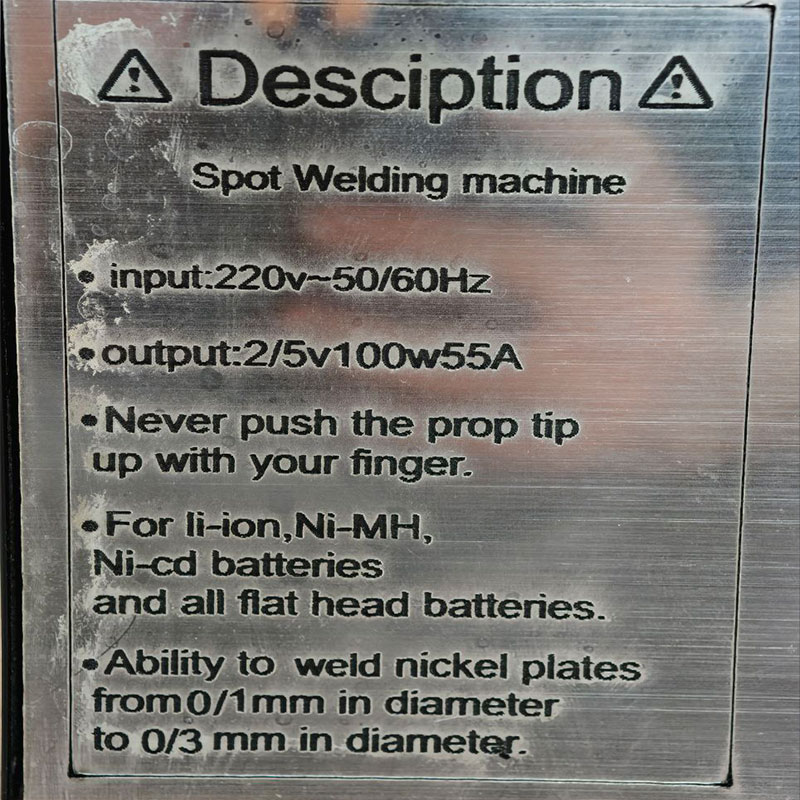 ⚠ Desciption ⚠
Spot Welding machine
• input:220v~50/60Hz
•output:2/5v100w55A
•Never push the prop tip
up with your finger.
•For li-ion,Ni-MH,
Ni-cd batteries
and all flat head batteries.
•Ability to weld nickel plates
from0/1mm in diameter
to 0/3 mm in diameter.